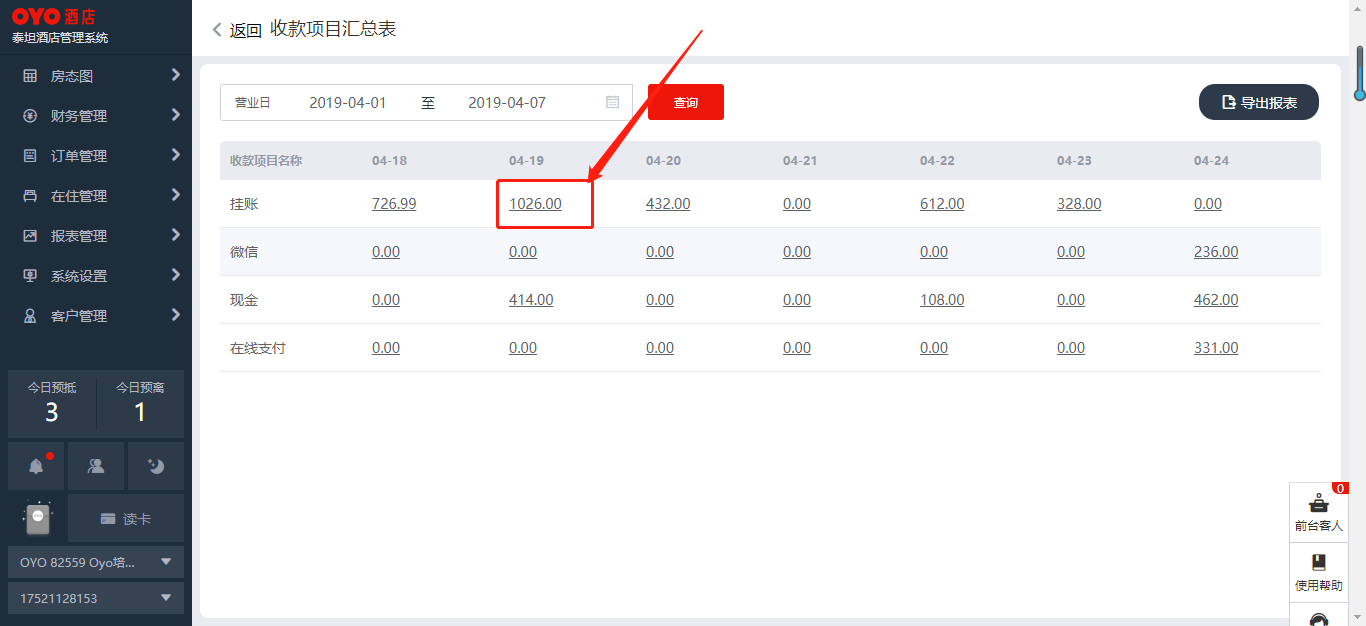 OYO 酒店
泰坦酒店管理系统
房态图
财务管理
订单管理
在住管理
报表管理
系统设置
客户管理
今日预抵 今日预离
3 1
读卡
OYO 82559 Oyo培...
17521128153
返回 收款项目汇总表
营业日 2019-04-01 至 2019-04-07 查询 导出报表
收款项目名称 04-18 04-19 04-20 04-21 04-22 04-23 04-24
挂账 726.99 1026.00 432.00 0.00 612.00 328.00 0.00
微信 0.00 0.00 0.00 0.00 0.00 0.00 236.00
现金 0.00 414.00 0.00 0.00 108.00 0.00 462.00
在线支付 0.00 0.00 0.00 0.00 0.00 0.00 331.00
0
前台客人
使用帮助